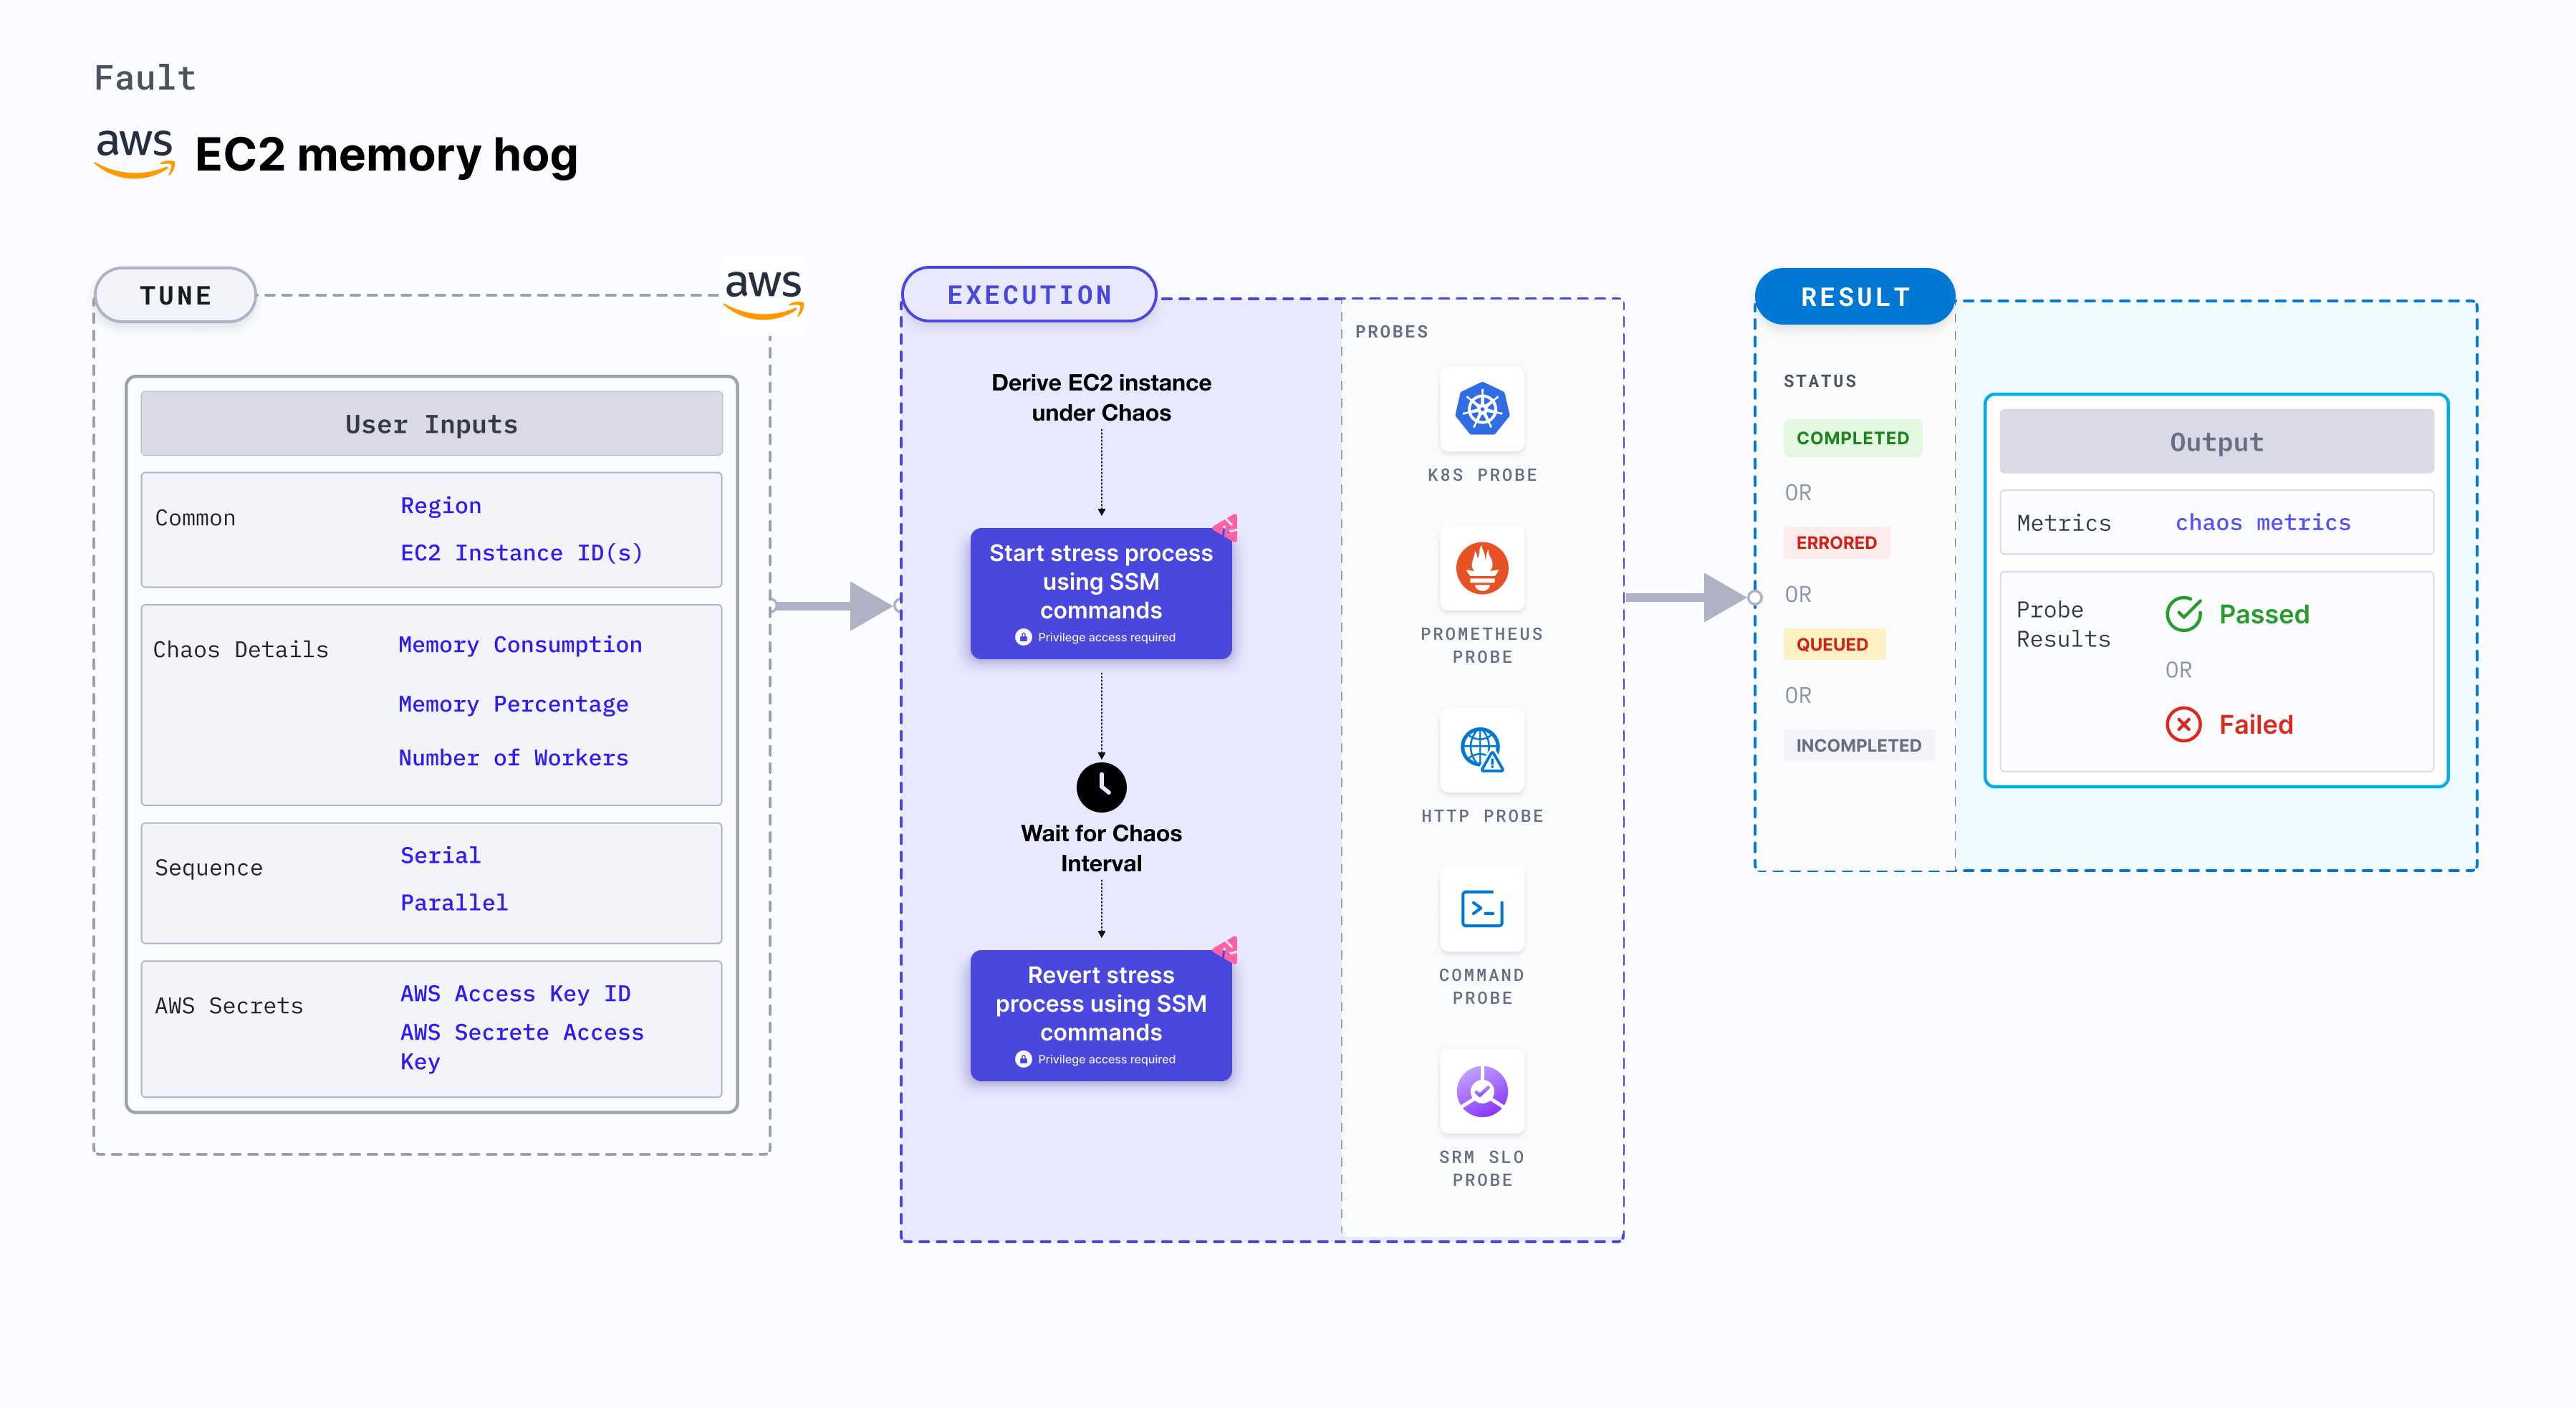 Fault
aws EC2 memory hog
TUNE
aws
User Inputs
Common
Region
EC2 Instance ID(s)
Chaos Details
Memory Consumption
Memory Percentage
Number of Workers
Sequence
Serial
Parallel
AWS Secrets
AWS Access Key ID
AWS Secrete Access
Key
EXECUTION
Derive EC2 instance
under Chaos
Start stress process
using SSM
commands
Privilege access required
Wait for Chaos
Interval
Revert stress
process using SSM
commands
Privilege access required
PROBES
K8S PROBE
PROMETHEUS
PROBE
HTTP PROBE
COMMAND
PROBE
SRM SLO
PROBE
RESULT
STATUS
COMPLETED
OR
ERRORED
OR
QUEUED
OR
INCOMPLETED
Output
Metrics
chaos metrics
Probe
Results
Passed
OR
Failed